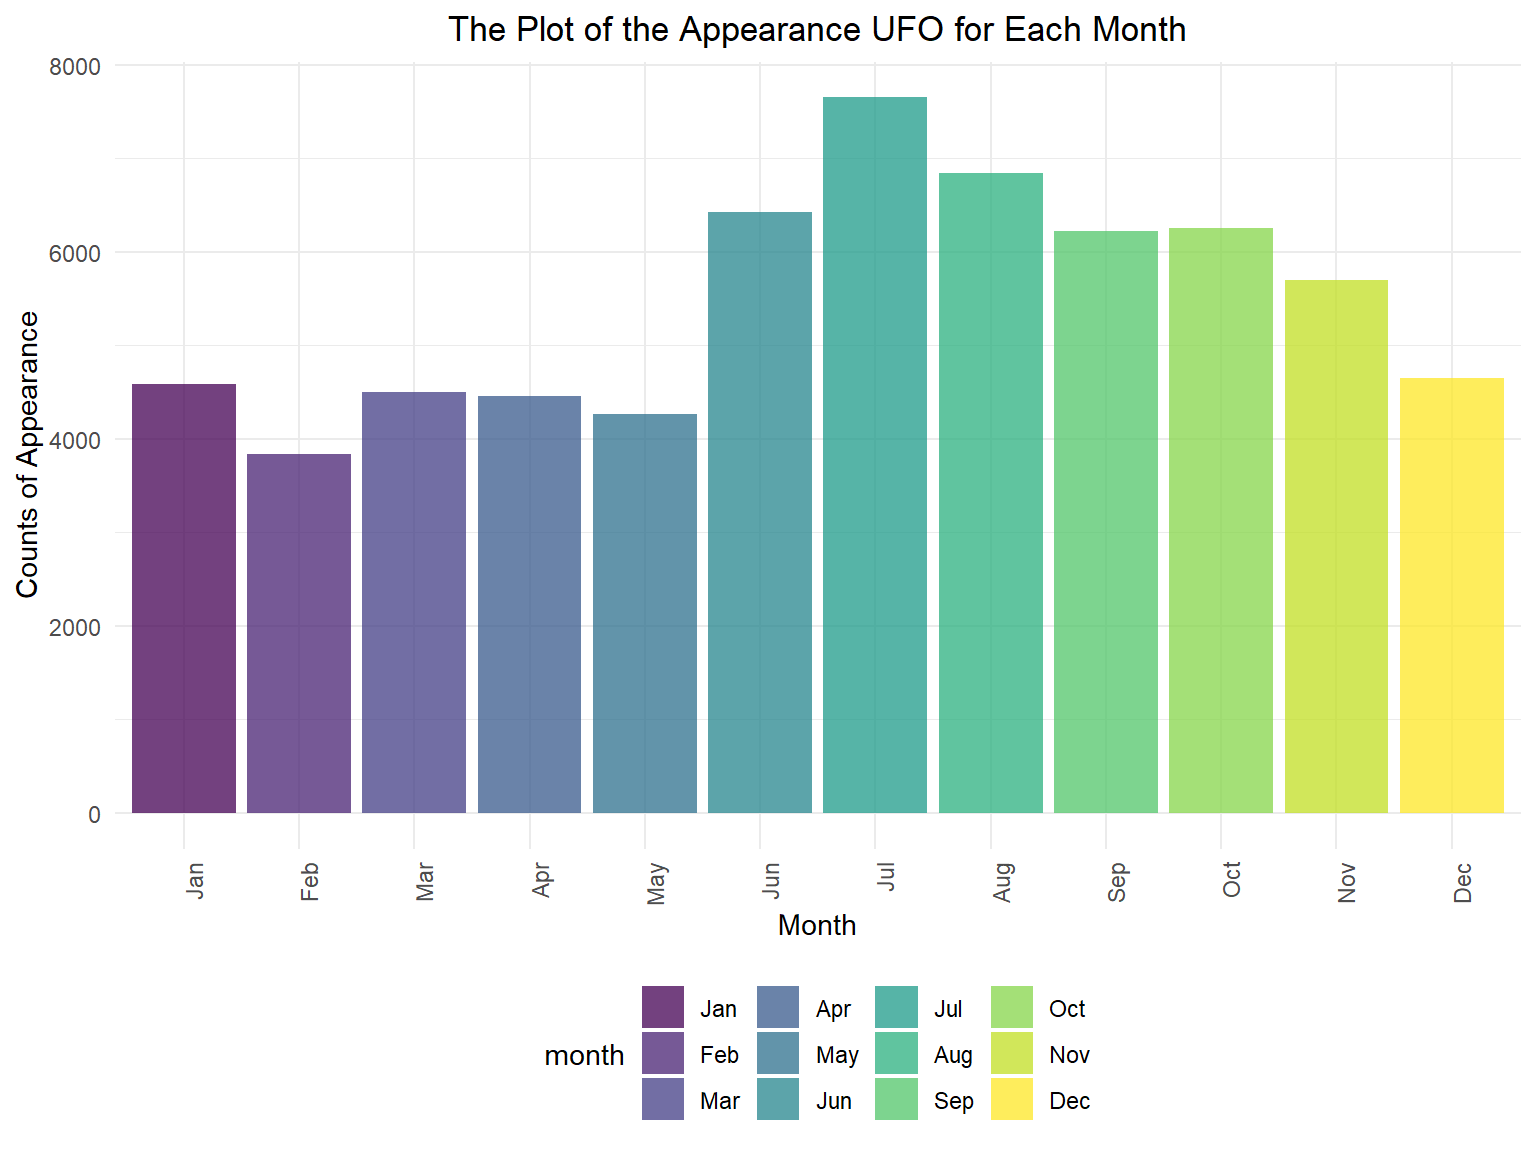 The Plot of the Appearance UFO for Each Month
Counts of Appearance
8000
6000
4000
2000
0
Jan
Feb
Mar
Apr
May
Jun
Jul
Aug
Sep
Oct
Nov
Dec
Month
month
Jan
Feb
Mar
Apr
May
Jun
Jul
Aug
Sep
Oct
Nov
Dec